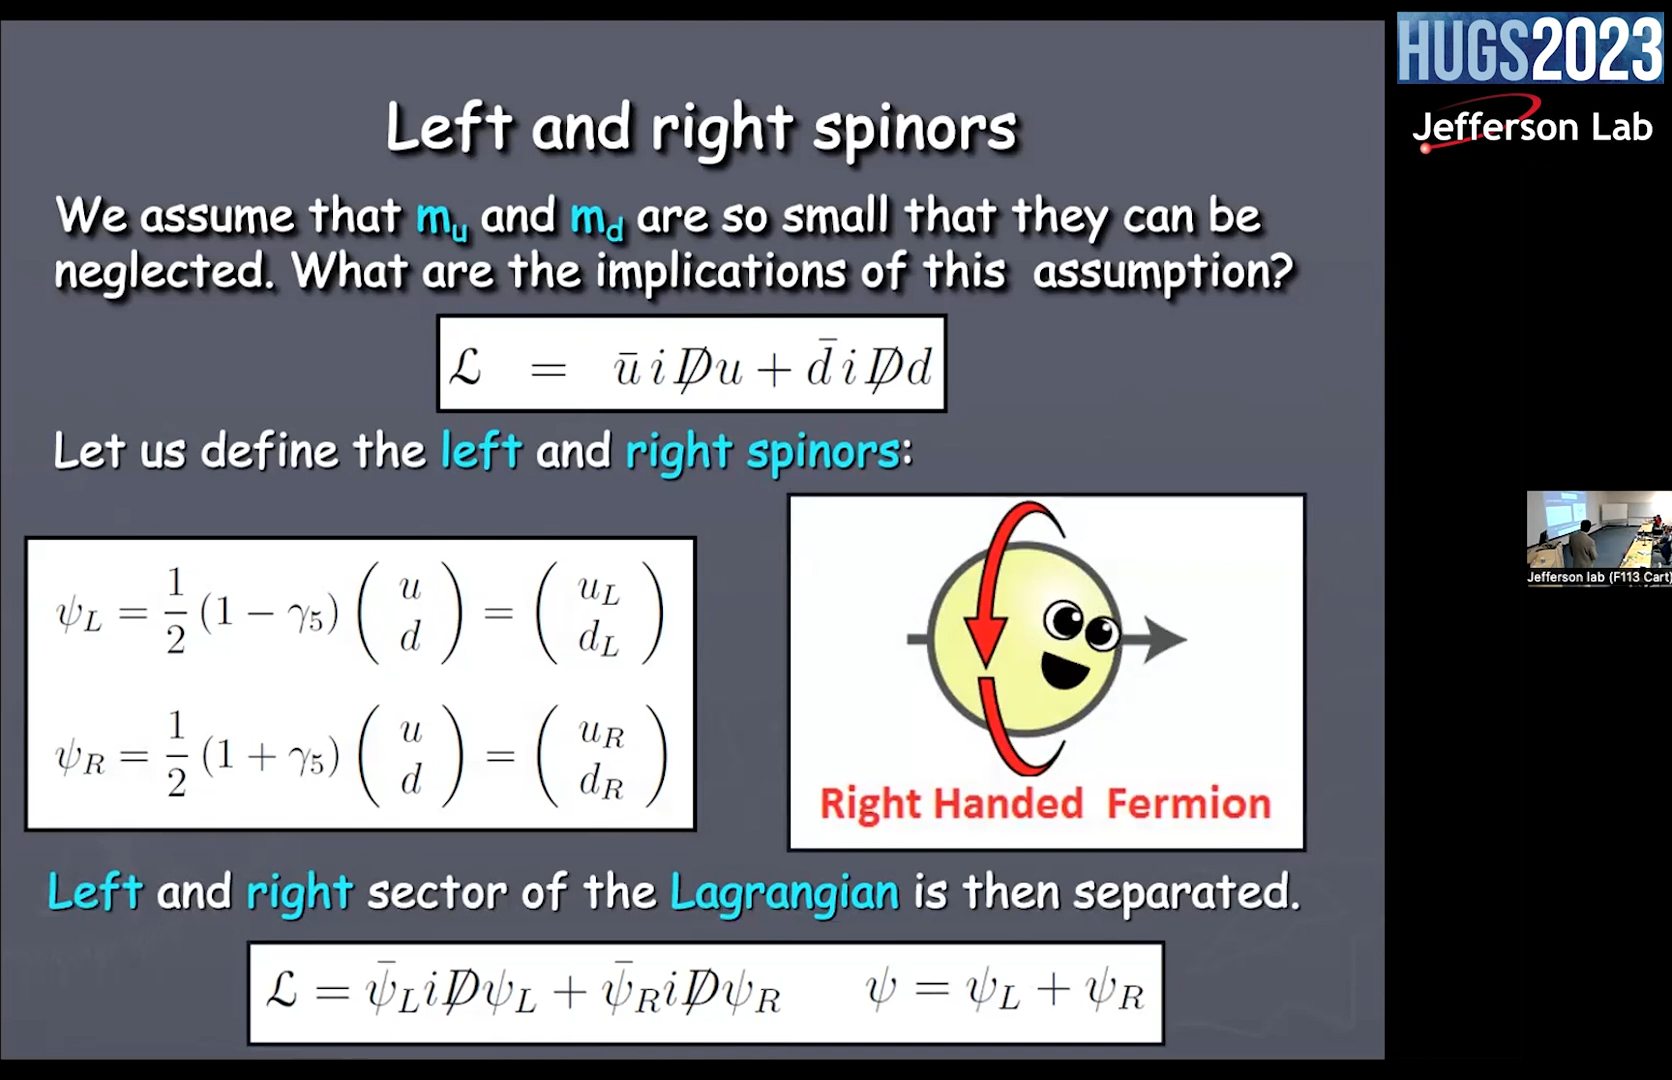 Left and right spinors
We assume that m_u and m_d are so small that they can be
neglected. What are the implications of this assumption?
ℒ = ū i D̸ u + d̄ i D̸ d
Let us define the left and right spinors:
ψ_L = 1/2 (1 − γ_5) ( u d ) = ( u_L d_L )
ψ_R = 1/2 (1 + γ_5) ( u d ) = ( u_R d_R )
Right Handed Fermion
Left and right sector of the Lagrangian is then separated.
ℒ = ψ̄_L i D̸ ψ_L + ψ̄_R i D̸ ψ_R ψ = ψ_L + ψ_R
HUGS2023
Jefferson Lab
Jefferson lab (F113 Cart)